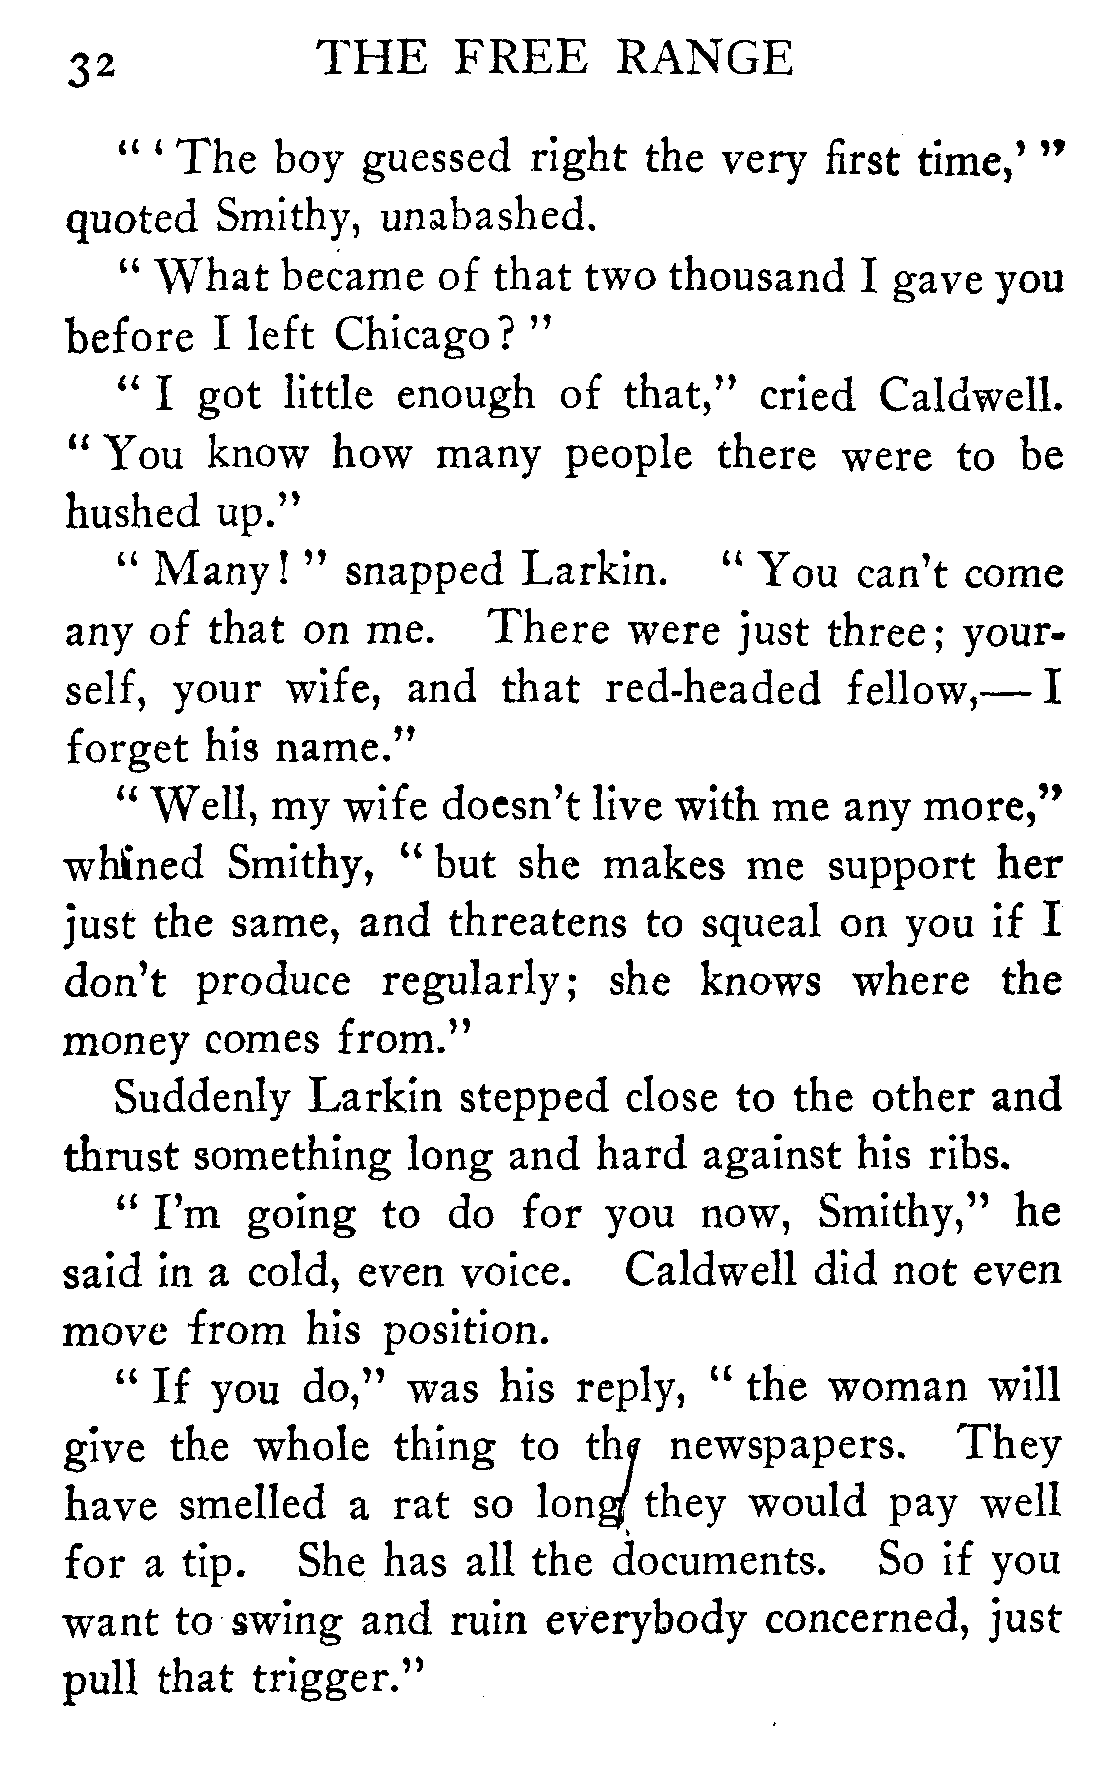 32 THE FREE RANGE
" ' The boy guessed right the very first time,' "
quoted Smithy, unabashed.
" What became of that two thousand I gave you
before I left Chicago? "
" I got little enough of that," cried Caldwell.
" You know how many people there were to be
hushed up."
" Many! " snapped Larkin. " You can't come
any of that on me. There were just three; your-
self, your wife, and that red-headed fellow,— I
forget his name."
" Well, my wife doesn't live with me any more,"
whined Smithy, " but she makes me support her
just the same, and threatens to squeal on you if I
don't produce regularly; she knows where the
money comes from."
Suddenly Larkin stepped close to the other and
thrust something long and hard against his ribs.
" I'm going to do for you now, Smithy," he
said in a cold, even voice. Caldwell did not even
move from his position.
" If you do," was his reply, " the woman will
give the whole thing to the newspapers. They
have smelled a rat so long they would pay well
for a tip. She has all the documents. So if you
want to swing and ruin everybody concerned, just
pull that trigger."